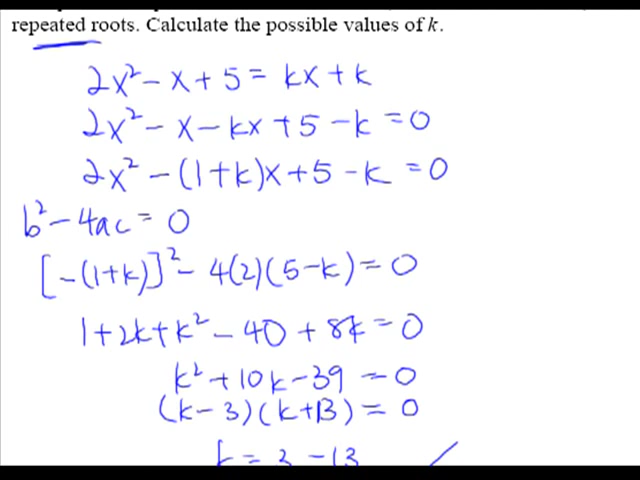 repeated roots. Calculate the possible values of k.
2x² - x + 5 = kx + k
2x² - x - kx + 5 - k = 0
2x² - (1+k)x + 5 - k = 0
b² - 4ac = 0
[-(1+k)]² - 4(2)(5-k) = 0
1 + 2k + k² - 40 + 8k = 0
k² + 10k - 39 = 0
(k - 3)(k + 13) = 0
k = 3 -13